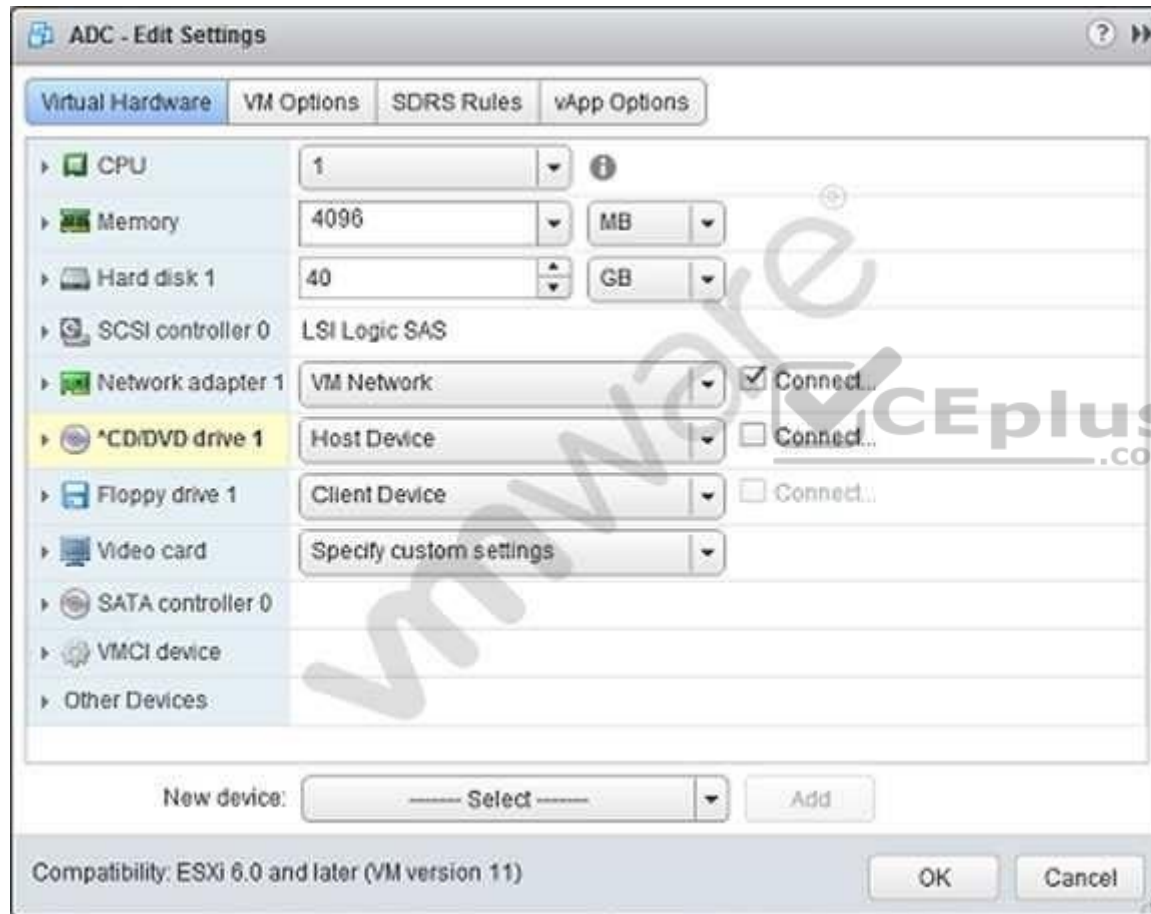 ADC - Edit Settings
?
Virtual Hardware VM Options SDRS Rules vApp Options
CPU 1
Memory 4096 MB
Hard disk 1 40 GB
SCSI controller 0 LSI Logic SAS
Network adapter 1 VM Network Connect...
*CD/DVD drive 1 Host Device Connect...
Floppy drive 1 Client Device Connect...
Video card Specify custom settings
SATA controller 0
VMCI device
Other Devices
New device: ------- Select ------- Add
Compatibility: ESXi 6.0 and later (VM version 11) OK Cancel
vmware®
CEplus
.co